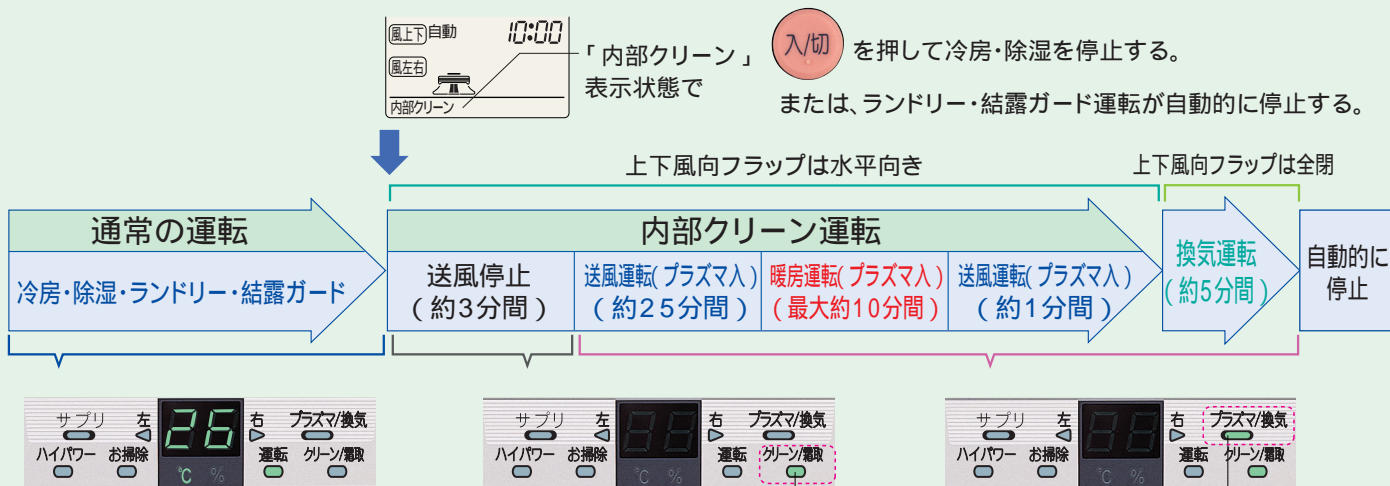 風上下 自動 10:00
風左右
内部クリーン
「内部クリーン」
表示状態で
入/切 を押して冷房・除湿を停止する。
または、ランドリー・結露ガード運転が自動的に停止する。
上下風向フラップは水平向き
上下風向フラップは全閉
通常の運転
冷房・除湿・ランドリー・結露ガード
内部クリーン運転
送風停止
(約3分間)
送風運転(プラズマ入)
(約25分間)
暖房運転(プラズマ入)
(最大約10分間)
送風運転(プラズマ入)
(約1分間)
換気運転
(約5分間)
自動的に
停止
サプリ 左 26 右 プラズマ/換気
ハイパワー お掃除 ℃ % 運転 クリーン/霜取
サプリ 左 右 プラズマ/換気
ハイパワー お掃除 ℃ % 運転 クリーン/霜取
サプリ 左 右 プラズマ/換気
ハイパワー お掃除 ℃ % 運転 クリーン/霜取